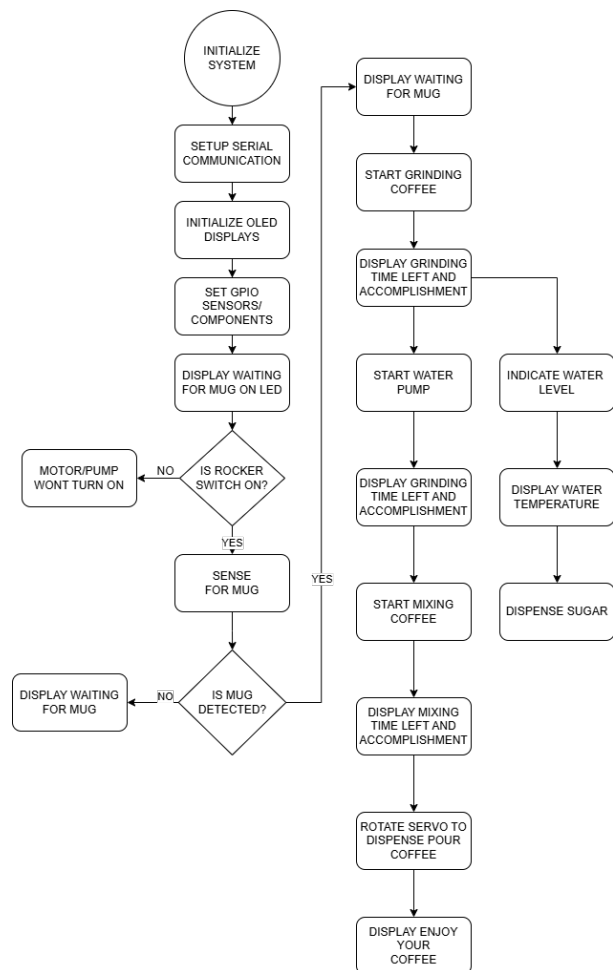 INITIALIZE
SYSTEM
SETUP SERIAL
COMMUNICATION
INITIALIZE OLED
DISPLAYS
SET GPIO
SENSORS/
COMPONENTS
DISPLAY WAITING
FOR MUG ON LED
IS ROCKER
SWITCH ON?
NO
MOTOR/PUMP
WONT TURN ON
YES
SENSE
FOR MUG
IS MUG
DETECTED?
NO
DISPLAY WAITING
FOR MUG
YES
DISPLAY WAITING
FOR MUG
START GRINDING
COFFEE
DISPLAY GRINDING
TIME LEFT AND
ACCOMPLISHMENT
START WATER
PUMP
DISPLAY GRINDING
TIME LEFT AND
ACCOMPLISHMENT
START MIXING
COFFEE
DISPLAY MIXING
TIME LEFT AND
ACCOMPLISHMENT
ROTATE SERVO TO
DISPENSE POUR
COFFEE
DISPLAY ENJOY
YOUR
COFFEE
INDICATE WATER
LEVEL
DISPLAY WATER
TEMPERATURE
DISPENSE SUGAR